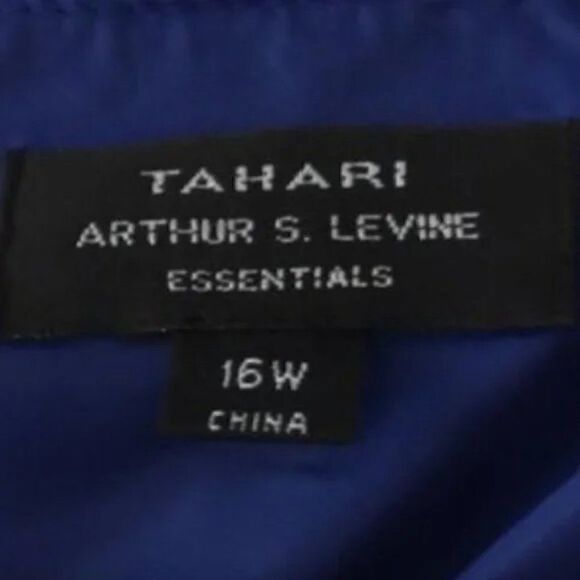 TAHARI
ARTHUR S. LEVINE
ESSENTIALS
16W
CHINA